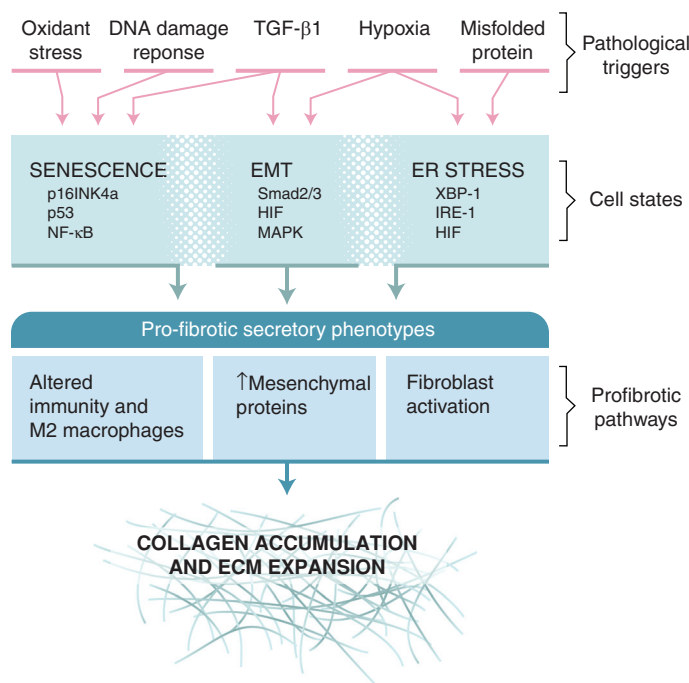 Oxidant
stress
DNA damage
reponse
TGF-β1
Hypoxia
Misfolded
protein
Pathological
triggers
SENESCENCE
p16INK4a
p53
NF-κB
EMT
Smad2/3
HIF
MAPK
ER STRESS
XBP-1
IRE-1
HIF
Cell states
Pro-fibrotic secretory phenotypes
Altered
immunity and
M2 macrophages
↑Mesenchymal
proteins
Fibroblast
activation
Profibrotic
pathways
COLLAGEN ACCUMULATION
AND ECM EXPANSION